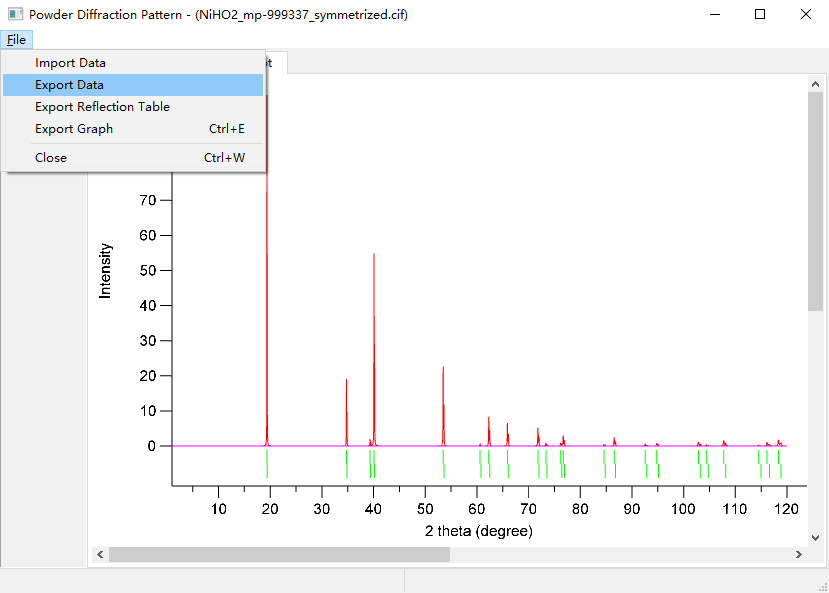 Powder Diffraction Pattern - (NiHO2_mp-999337_symmetrized.cif)
File
Import Data
Export Data
Export Reflection Table
Export Graph Ctrl+E
Close Ctrl+W
70
60
50
40
30
20
10
0
Intensity
10 20 30 40 50 60 70 80 90 100 110 120
2 theta (degree)